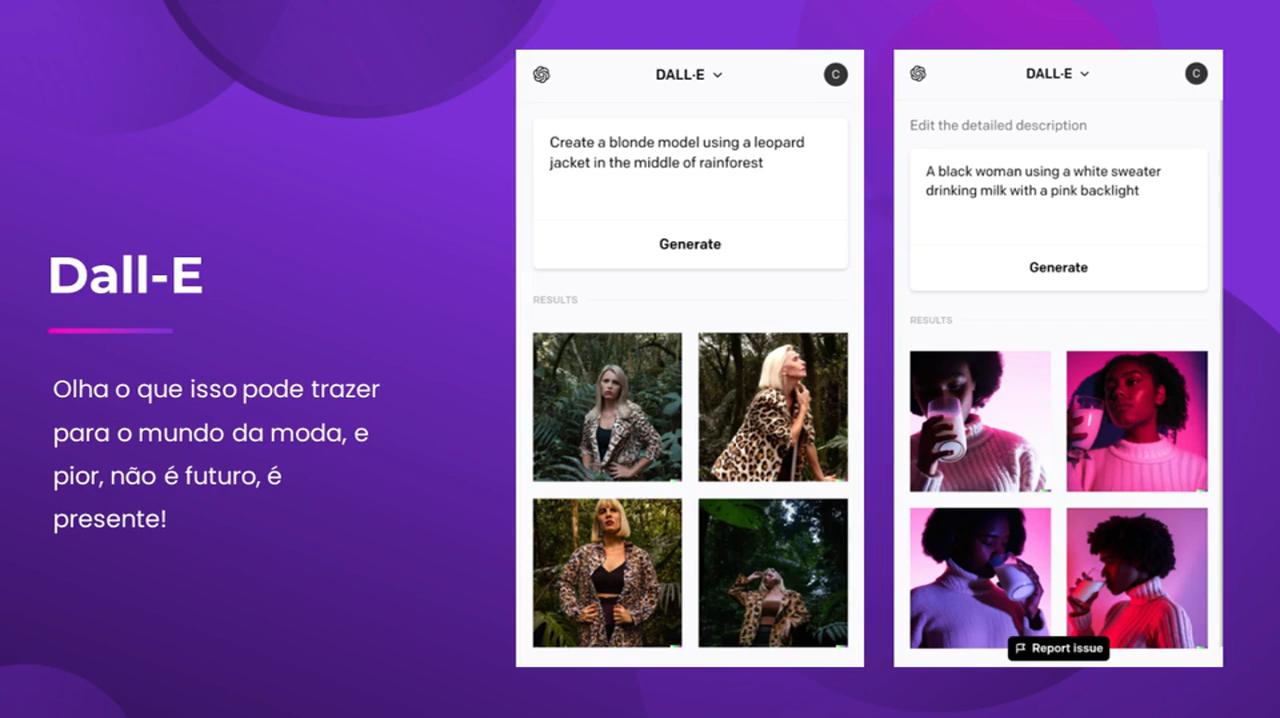 Dall-E
Olha o que isso pode trazer
para o mundo da moda, e
pior, não é futuro, é
presente!
DALL·E
C
Create a blonde model using a leopard
jacket in the middle of rainforest
Generate
RESULTS
DALL·E
C
Edit the detailed description
A black woman using a white sweater
drinking milk with a pink backlight
Generate
RESULTS
Report issue